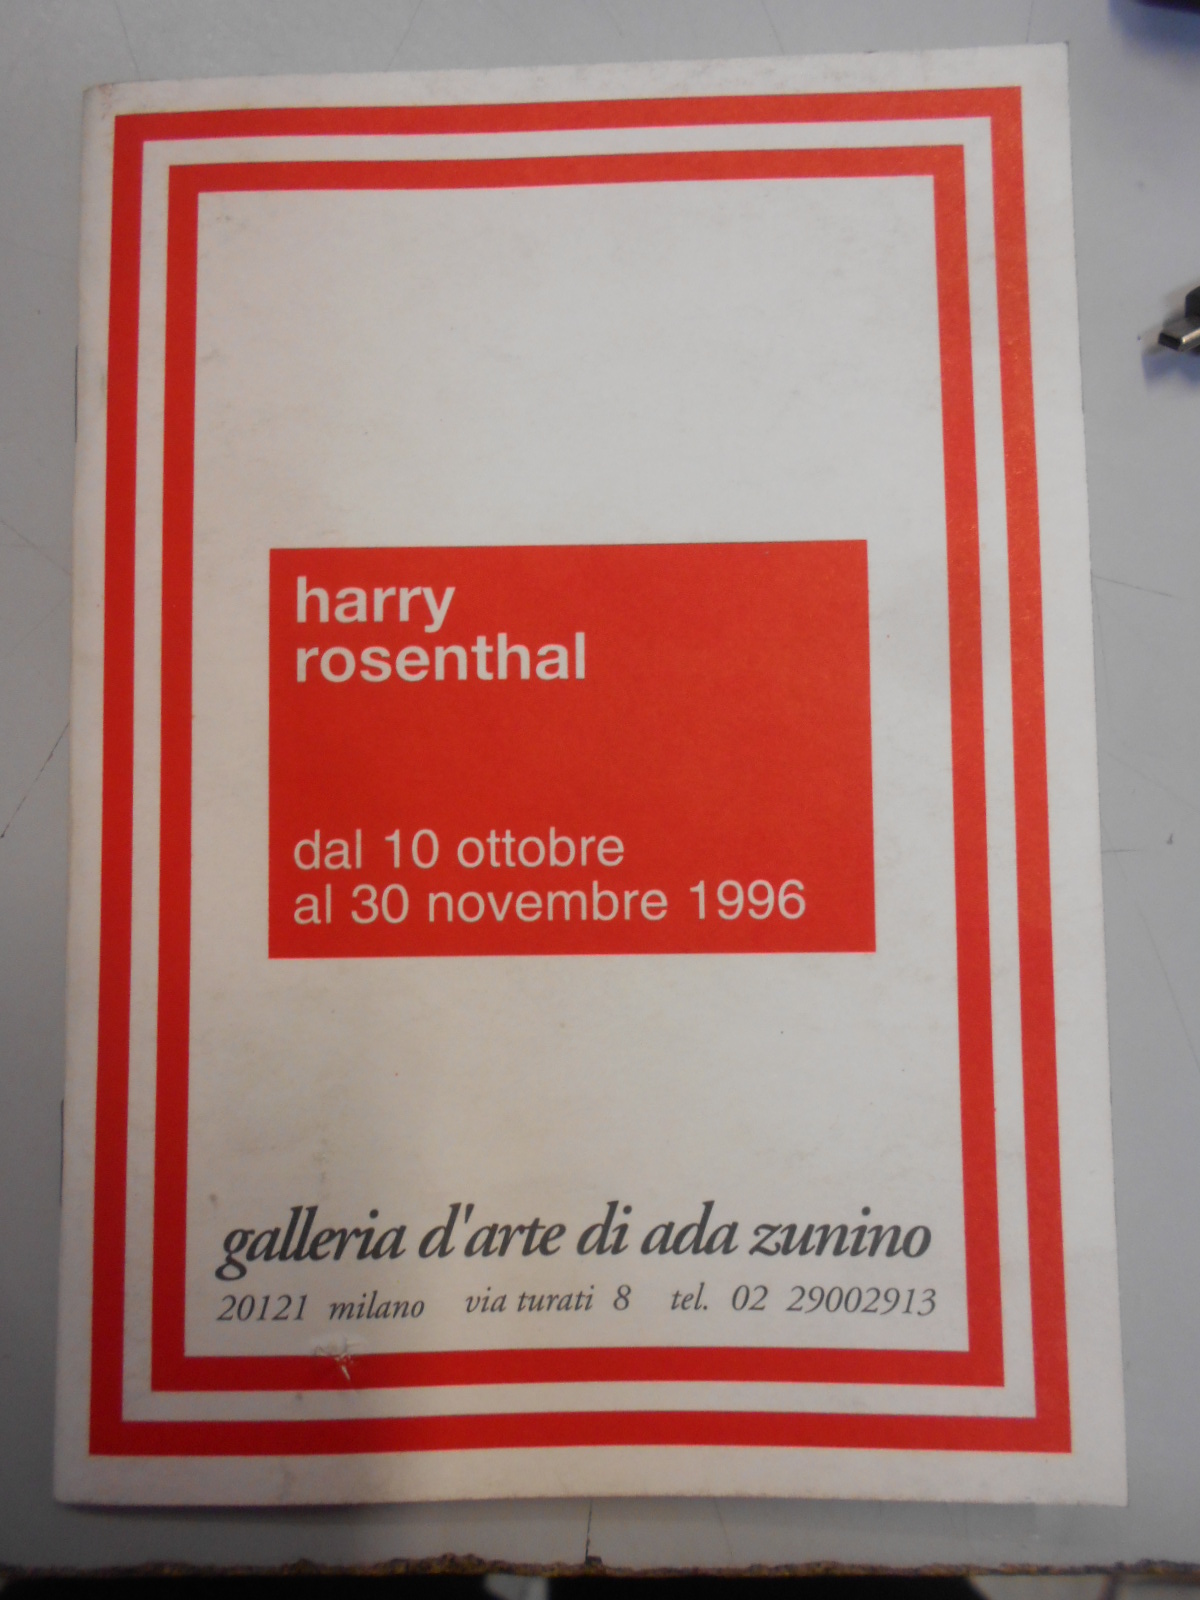 harry
rosenthal
dal 10 ottobre
al 30 novembre 1996
galleria d'arte di ada zunino
20121 milano via turati 8 tel. 02 29002913